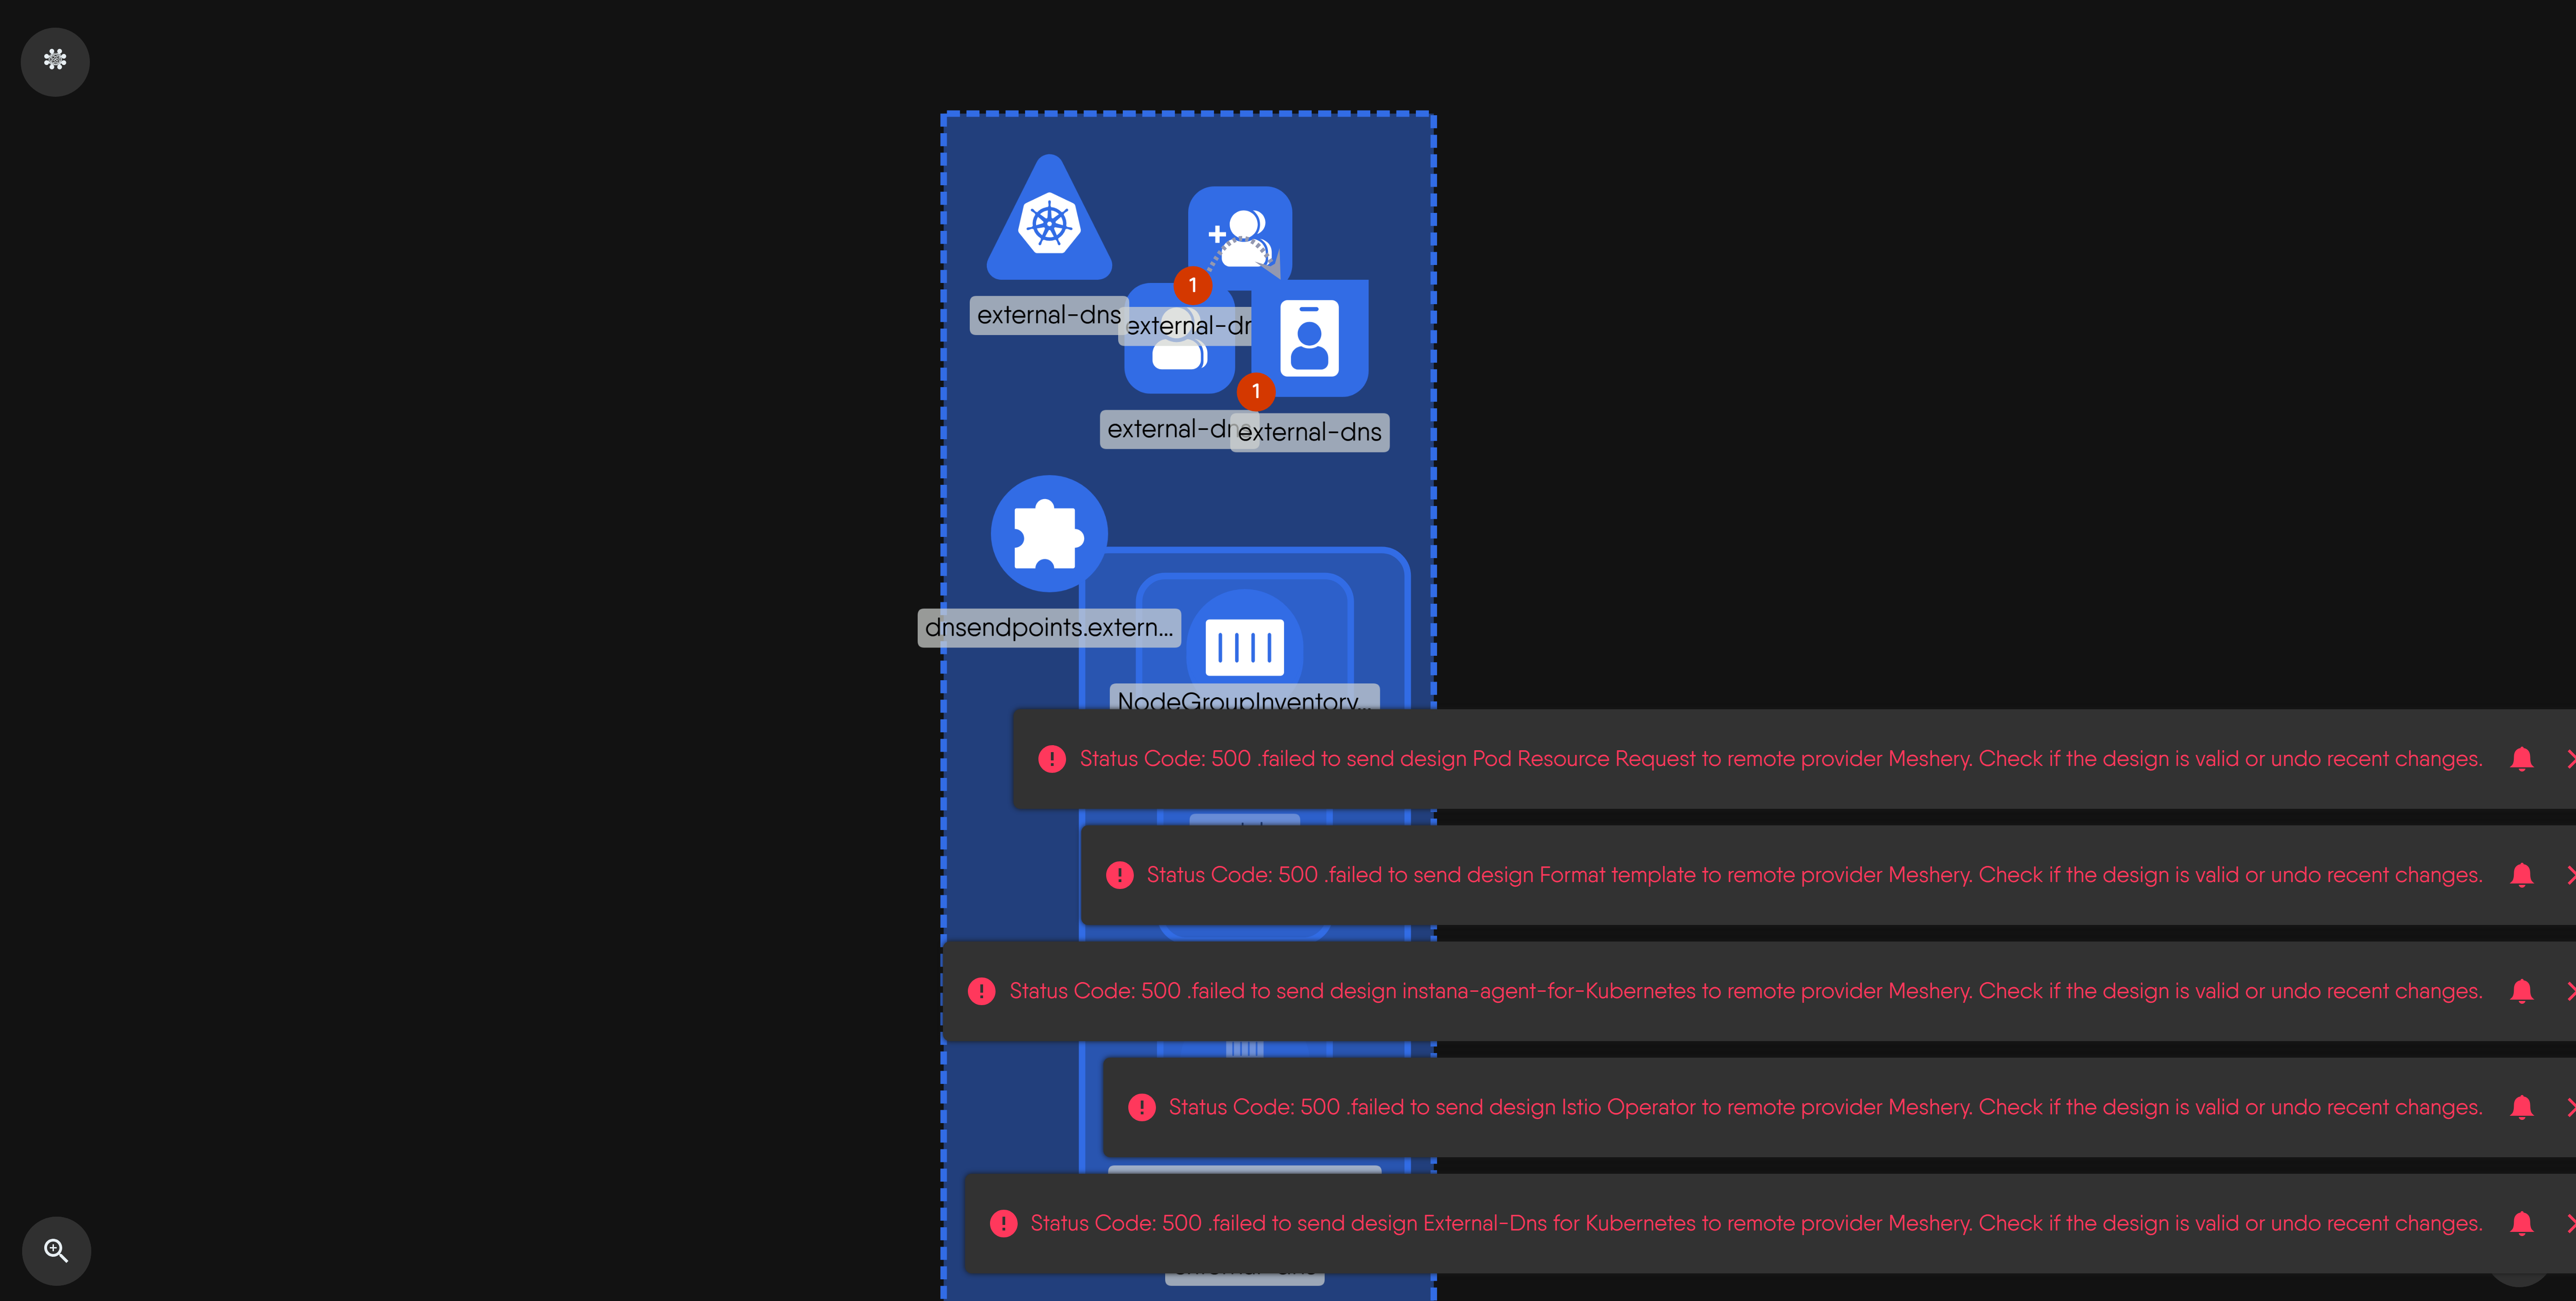 1
external-dns
external-dr
1
external-dn
external-dns
dnsendpoints.extern...
NodeGroupInventory...
Status Code: 500 .failed to send design Pod Resource Request to remote provider Meshery. Check if the design is valid or undo recent changes.
Status Code: 500 .failed to send design Format template to remote provider Meshery. Check if the design is valid or undo recent changes.
Status Code: 500 .failed to send design instana-agent-for-Kubernetes to remote provider Meshery. Check if the design is valid or undo recent changes.
Status Code: 500 .failed to send design Istio Operator to remote provider Meshery. Check if the design is valid or undo recent changes.
Status Code: 500 .failed to send design External-Dns for Kubernetes to remote provider Meshery. Check if the design is valid or undo recent changes.